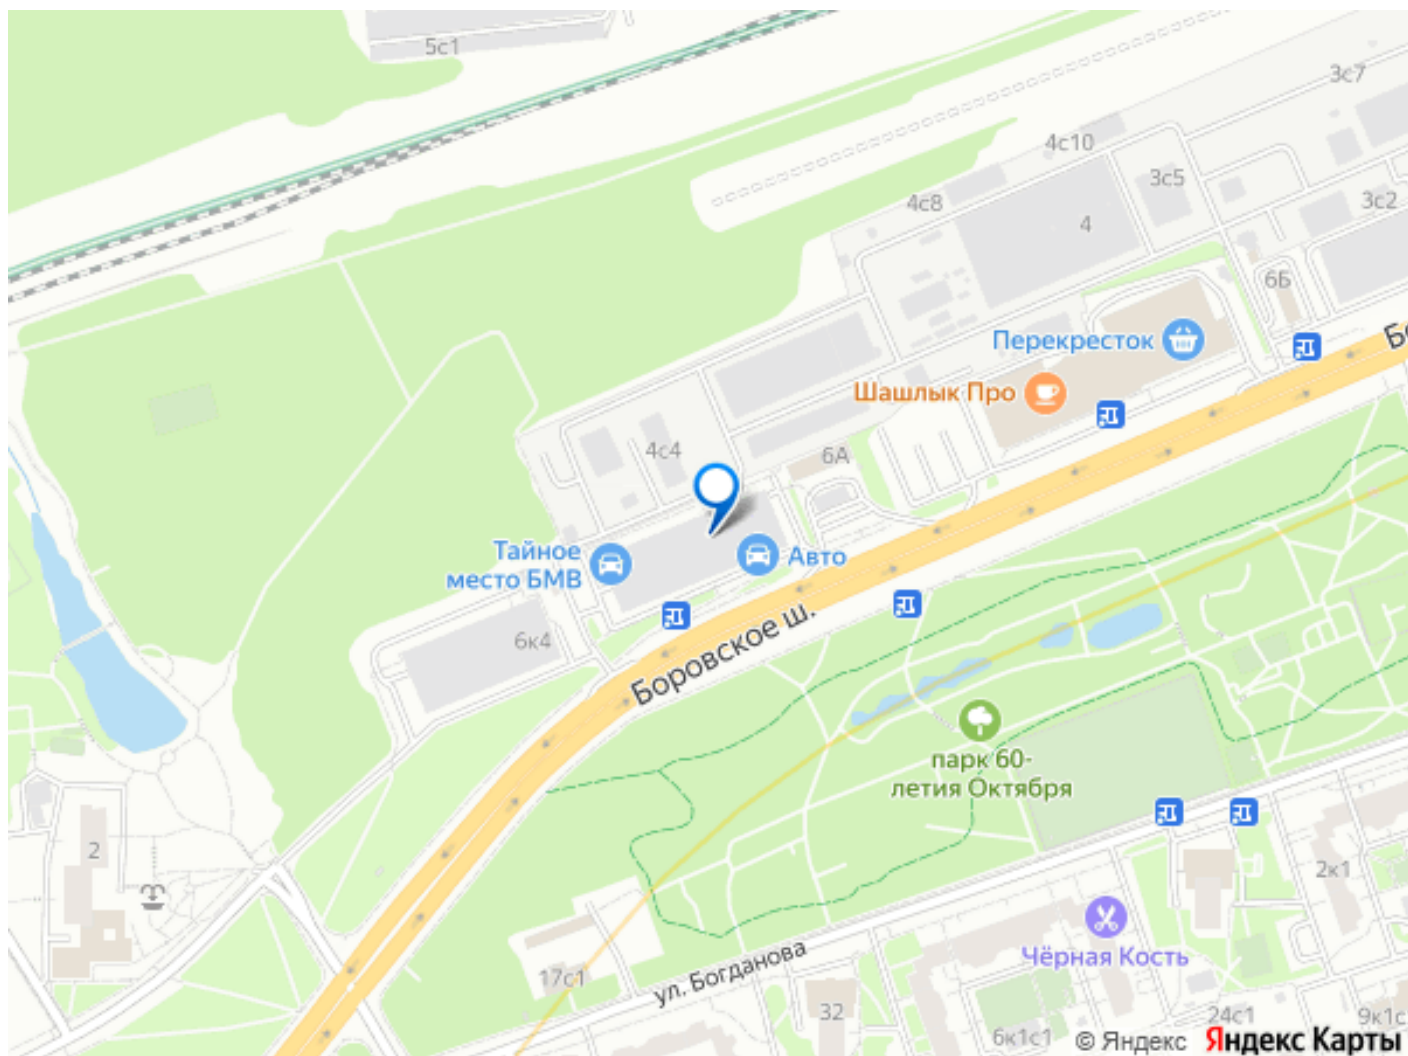 5с1
3с7
4с10
3с5
4с8
3с2
4
6Б
Перекресток
Шашлык Про
6А
4с4
Тайное
место БМВ
Авто
6к4
Боровское ш.
парк 60-
летия Октября
2
2к1
Чёрная Кость
17с1
ул. Богданова
32
24с1
9к1с
6к1с1
© Яндекс Яндекс Карты